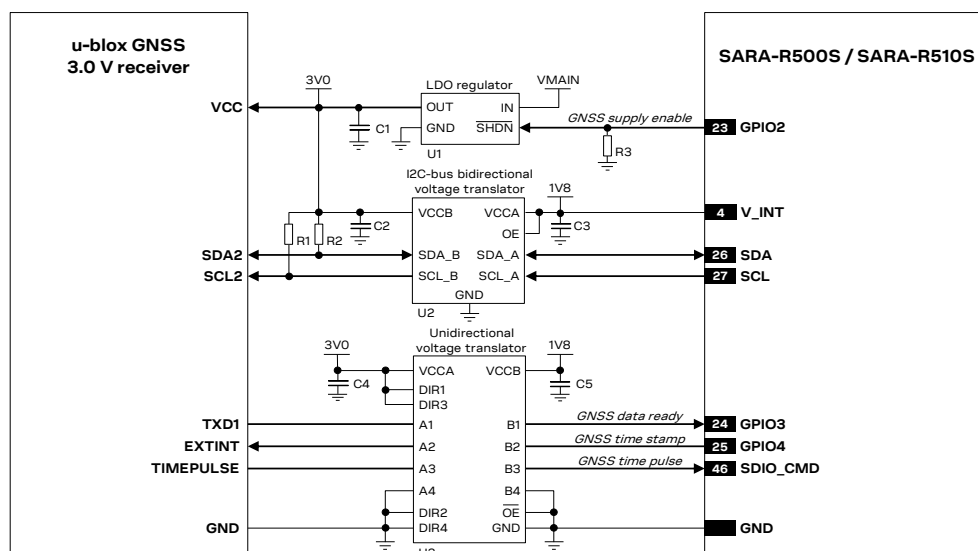 u-blox GNSS
3.0 V receiver
SARA-R500S / SARA-R510S
LDO regulator
VMAIN
3V0
VCC
OUT
IN
C1
GND
SHDN
GNSS supply enable
23
GPIO2
U1
R3
I2C-bus bidirectional
voltage translator
1V8
VCCB
VCCA
4
V_INT
C2
OE
C3
R1
R2
SDA2
SDA_B
SDA_A
26
SDA
SCL2
SCL_B
SCL_A
27
SCL
GND
U2
Unidirectional
voltage translator
3V0
1V8
VCCA
VCCB
C4
C5
DIR1
DIR3
TXD1
A1
B1
GNSS data ready
24
GPIO3
EXTINT
A2
B2
GNSS time stamp
25
GPIO4
TIMEPULSE
A3
B3
GNSS time pulse
46
SDIO_CMD
A4
B4
DIR2
OE
GND
DIR4
GND
GND